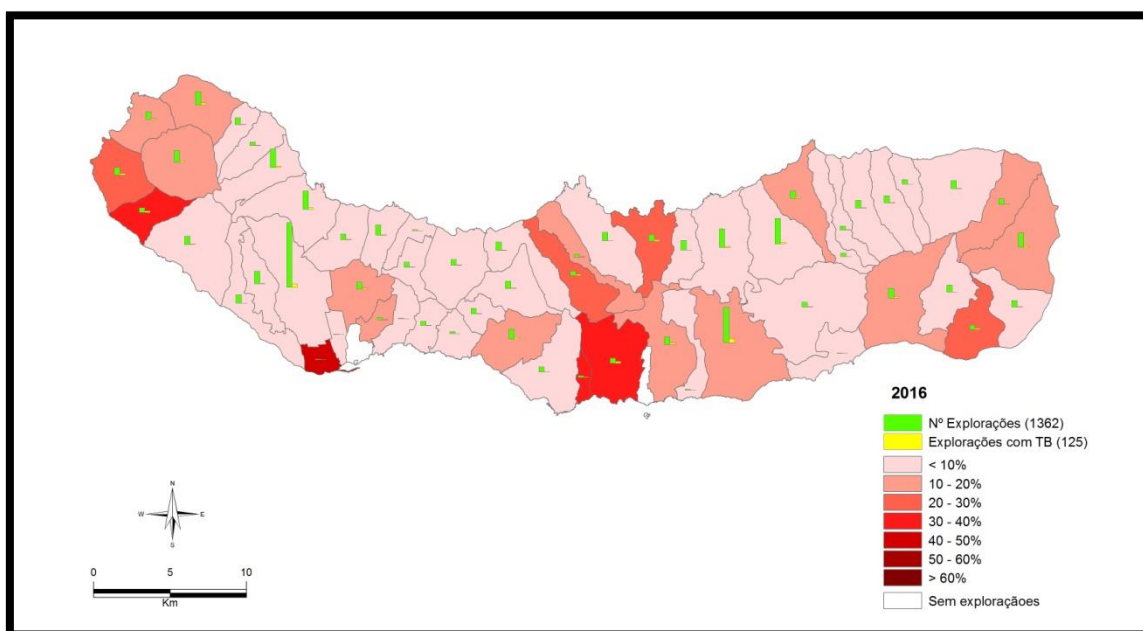 2016
Nº Explorações (1362)
Explorações com TB (125)
< 10%
10 - 20%
20 - 30%
30 - 40%
40 - 50%
50 - 60%
> 60%
Sem exploraçãoes
N
W E
S
0 5 10
Km